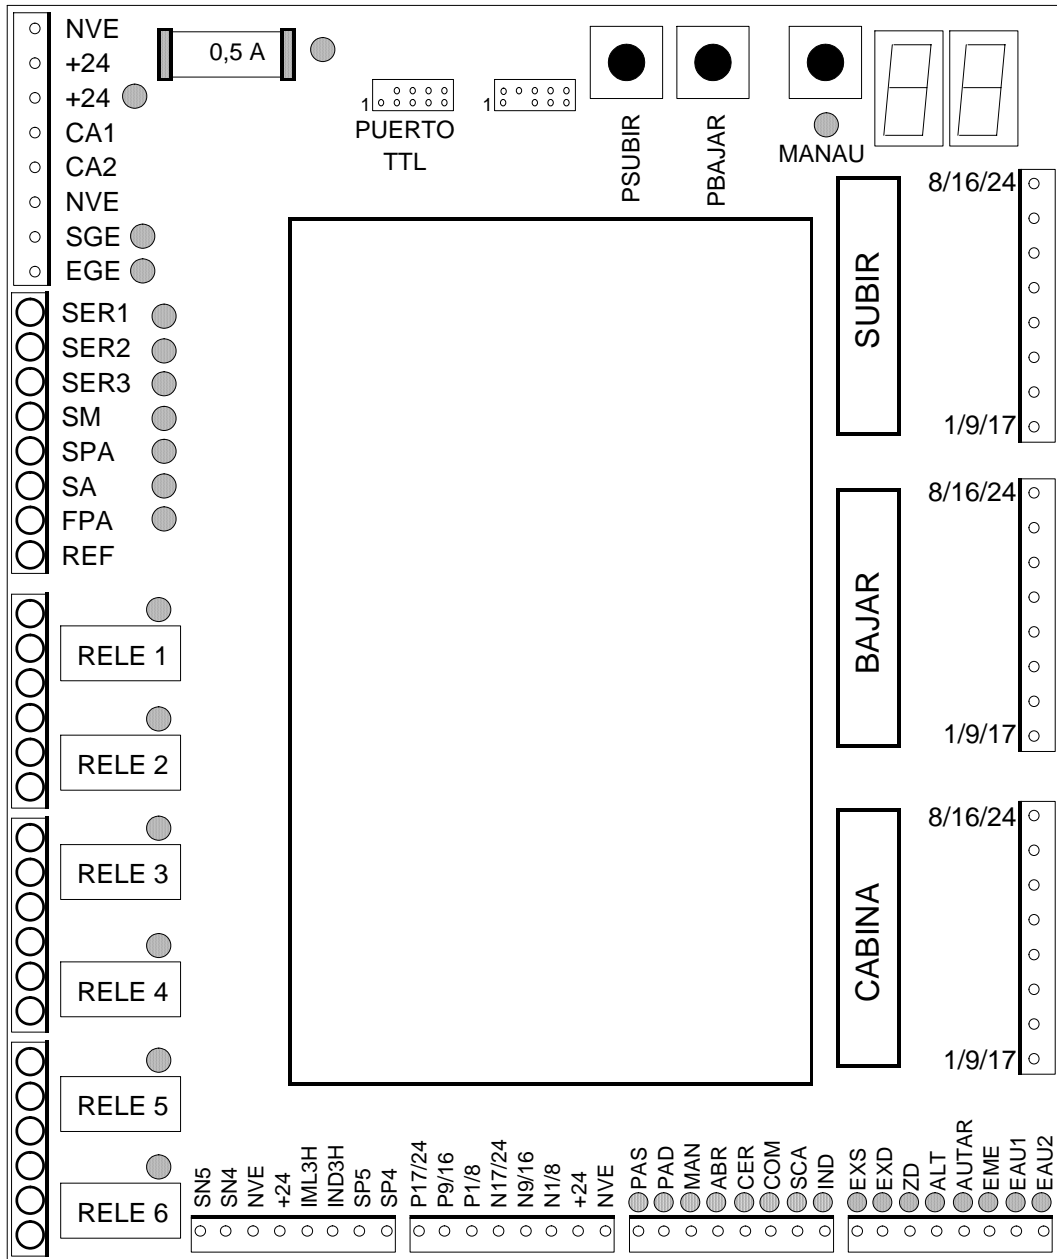 NVE
+24
+24
CA1
CA2
NVE
SGE
EGE
0,5 A
1
PUERTO
TTL
1
PSUBIR
PBAJAR
MANAU
SER1
SER2
SER3
SM
SPA
SA
FPA
REF
RELE 1
RELE 2
RELE 3
RELE 4
RELE 5
RELE 6
SUBIR
8/16/24
1/9/17
BAJAR
8/16/24
1/9/17
CABINA
8/16/24
1/9/17
SN5
SN4
NVE
+24
IML3H
IND3H
SP5
SP4
P17/24
P9/16
P1/8
N17/24
N9/16
N1/8
+24
NVE
PAS
PAD
MAN
ABR
CER
COM
SCA
IND
EXS
EXD
ZD
ALT
AUTAR
EME
EAU1
EAU2